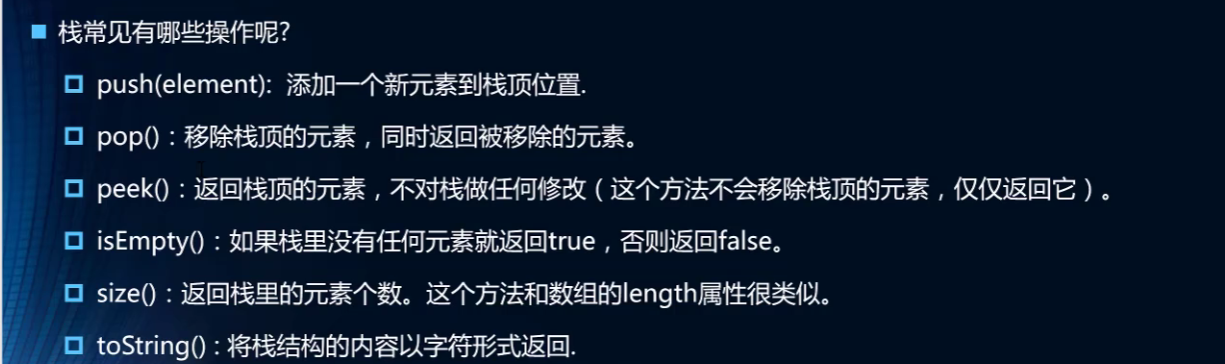 栈常见有哪些操作呢?
push(element): 添加一个新元素到栈顶位置.
pop()：移除栈顶的元素，同时返回被移除的元素。
peek()：返回栈顶的元素，不对栈做任何修改（这个方法不会移除栈顶的元素，仅仅返回它）。
isEmpty()：如果栈里没有任何元素就返回true，否则返回false。
size()：返回栈里的元素个数。这个方法和数组的length属性很类似。
toString() : 将栈结构的内容以字符形式返回.